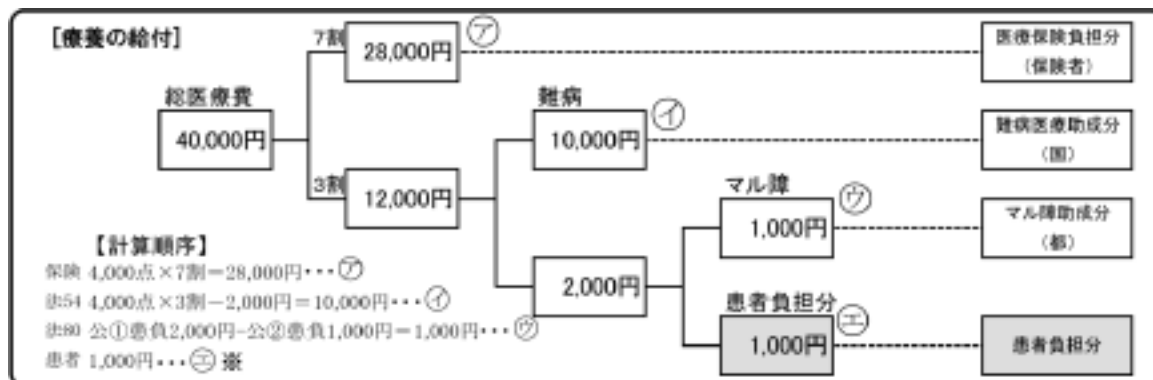 [療養の給付]
7割
28,000円
㋐
医療保険負担分
(保険者)
総医療費
40,000円
難病
10,000円
㋑
難病医療助成分
(国)
3割
12,000円
マル障
1,000円
㋒
マル障助成分
(都)
2,000円
患者負担分
1,000円
㋓
患者負担分
【計算順序】
保険 4,000点×7割=28,000円・・・㋐
法54 4,000点×3割-2,000円=10,000円・・・㋑
法80 公①患負2,000円-公②患負1,000円=1,000円・・・㋒
患者 1,000円・・・㋓ ※